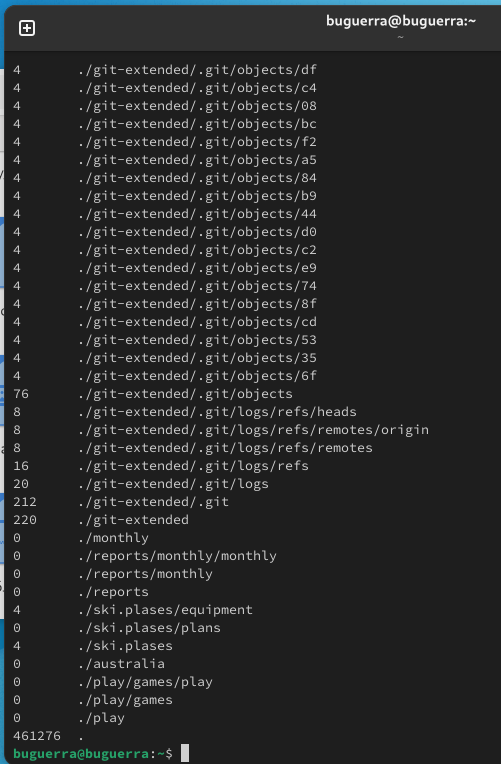 buguerra@buguerra:~
~
4 ./git-extended/.git/objects/df
4 ./git-extended/.git/objects/c4
4 ./git-extended/.git/objects/08
4 ./git-extended/.git/objects/bc
4 ./git-extended/.git/objects/f2
4 ./git-extended/.git/objects/a5
4 ./git-extended/.git/objects/84
4 ./git-extended/.git/objects/b9
4 ./git-extended/.git/objects/44
4 ./git-extended/.git/objects/d0
4 ./git-extended/.git/objects/c2
4 ./git-extended/.git/objects/e9
4 ./git-extended/.git/objects/74
4 ./git-extended/.git/objects/8f
4 ./git-extended/.git/objects/cd
4 ./git-extended/.git/objects/53
4 ./git-extended/.git/objects/35
4 ./git-extended/.git/objects/6f
76 ./git-extended/.git/objects
8 ./git-extended/.git/logs/refs/heads
8 ./git-extended/.git/logs/refs/remotes/origin
8 ./git-extended/.git/logs/refs/remotes
16 ./git-extended/.git/logs/refs
20 ./git-extended/.git/logs
212 ./git-extended/.git
220 ./git-extended
0 ./monthly
0 ./reports/monthly/monthly
0 ./reports/monthly
0 ./reports
4 ./ski.plases/equipment
0 ./ski.plases/plans
4 ./ski.plases
0 ./australia
0 ./play/games/play
0 ./play/games
0 ./play
461276 .
buguerra@buguerra:~$